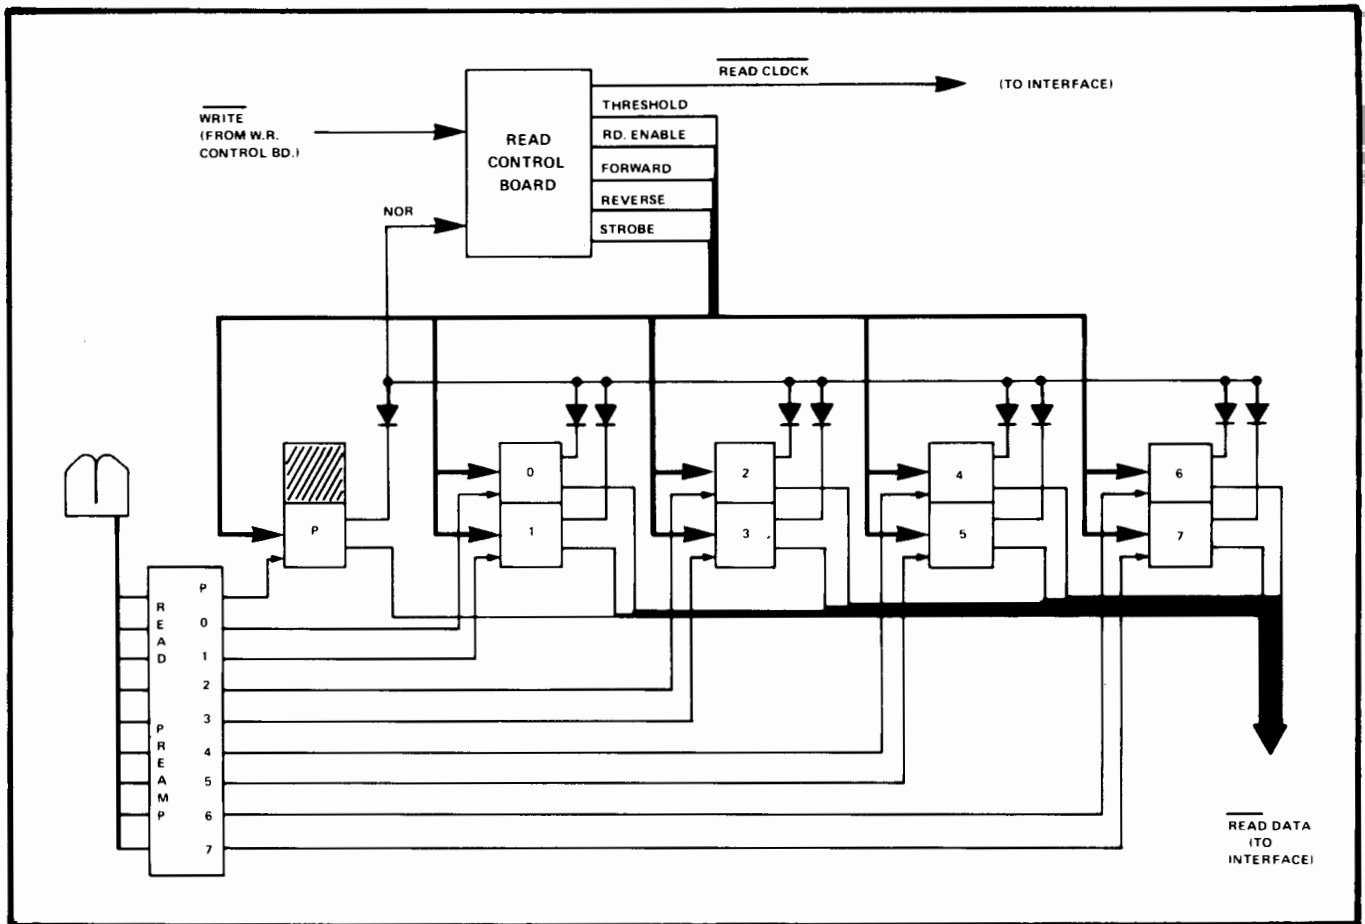 READ CLOCK
(TO INTERFACE)
WRITE
(FROM W.R.
CONTROL BD.)
READ
CONTROL
BOARD
THRESHOLD
RD. ENABLE
FORWARD
REVERSE
STROBE
NOR
0
2
4
6
P
1
3
5
7
READ PREAMP
P
0
1
2
3
4
5
6
7
READ DATA
(TO
INTERFACE)